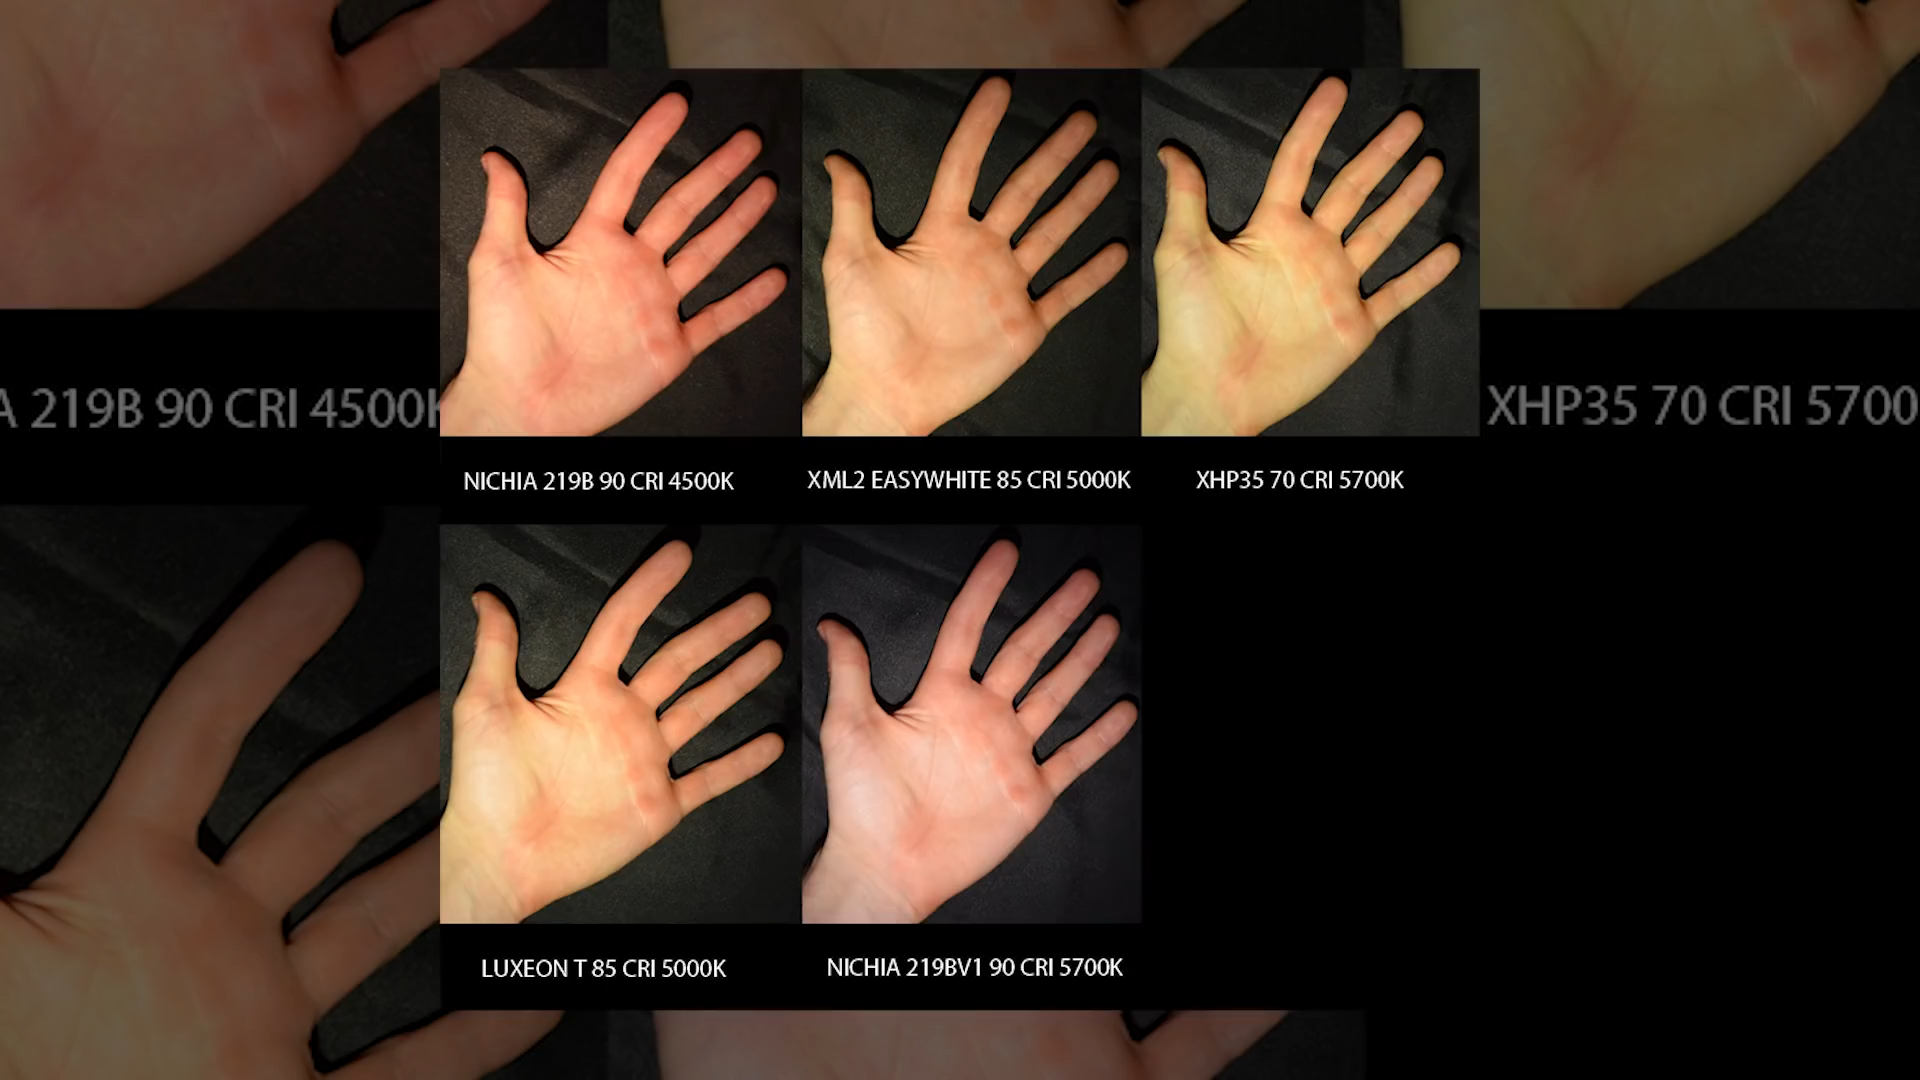 A 219B 90 CRI 4500K
XHP35 70 CRI 5700
NICHIA 219B 90 CRI 4500K
XML2 EASYWHITE 85 CRI 5000K
XHP35 70 CRI 5700K
LUXEON T 85 CRI 5000K
NICHIA 219BV1 90 CRI 5700K